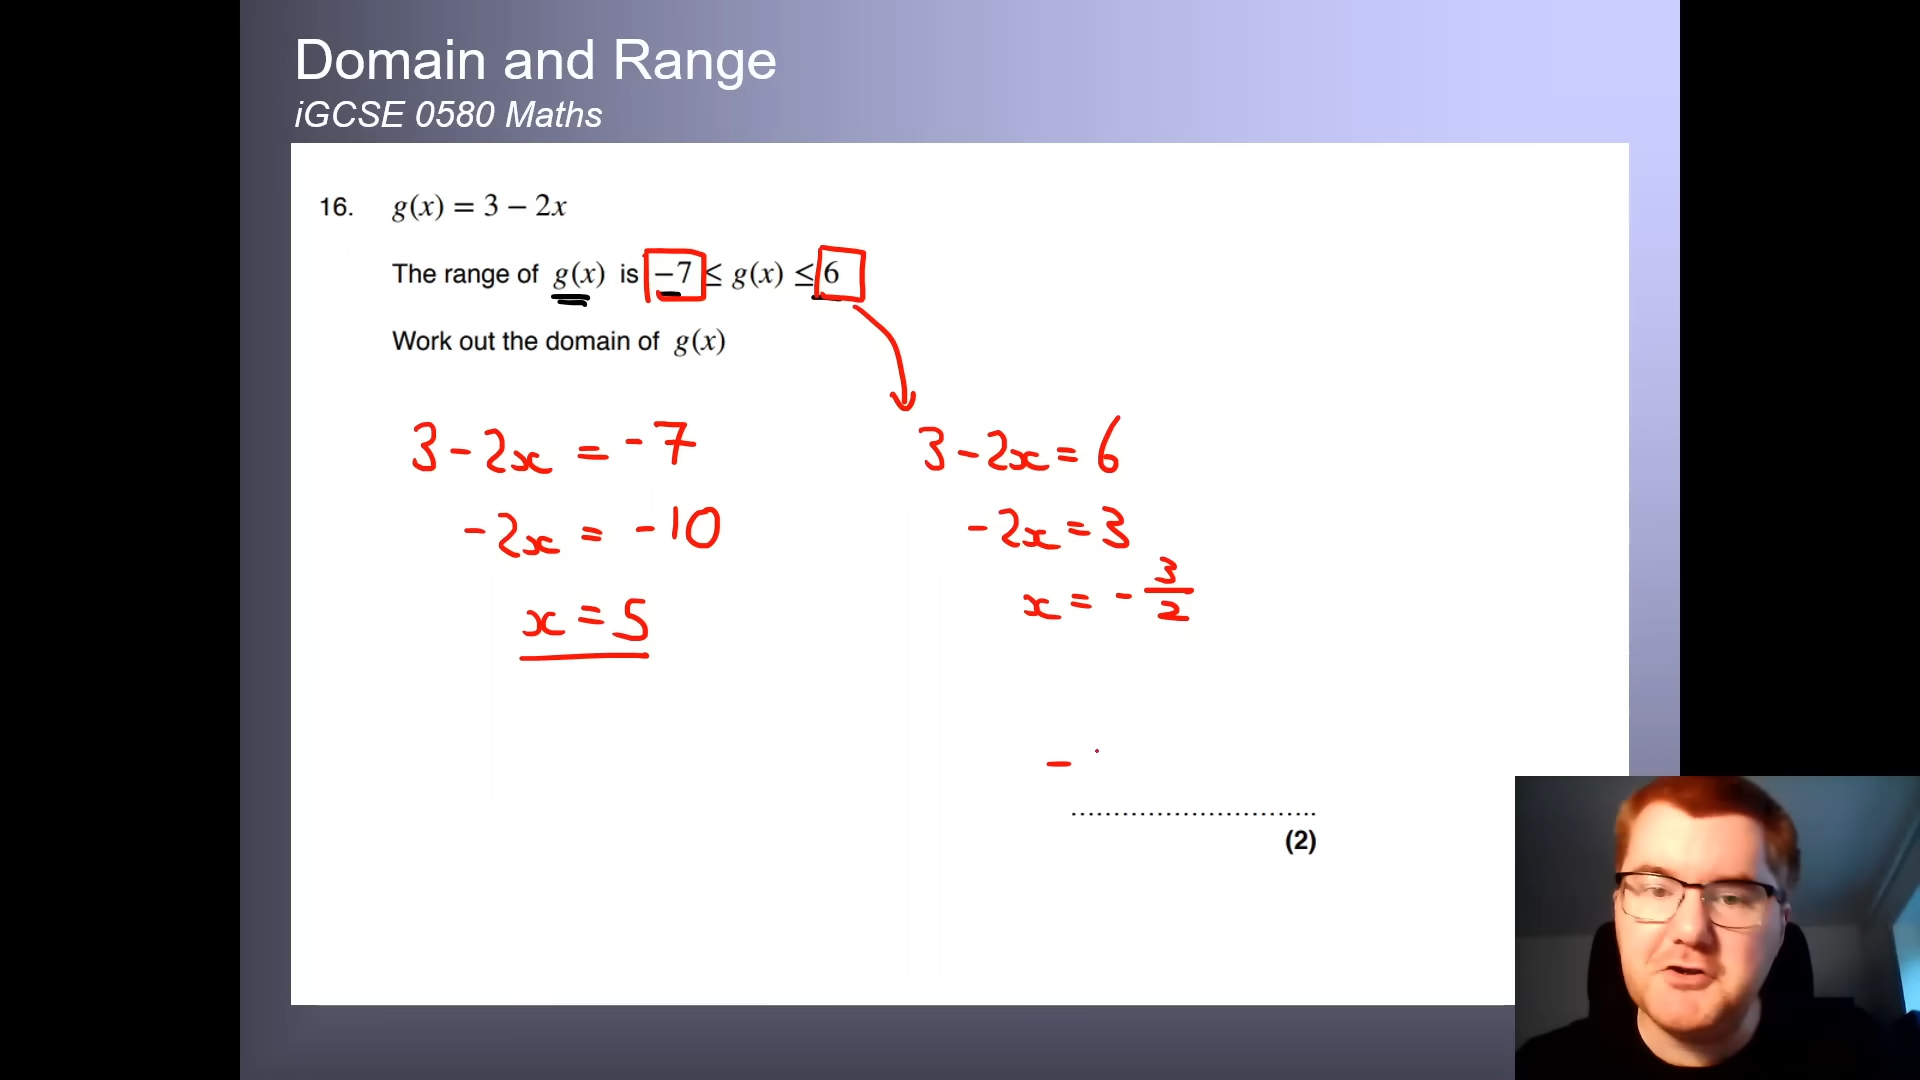 Domain and Range
iGCSE 0580 Maths
16. g(x) = 3 − 2x
The range of g(x) is −7 ≤ g(x) ≤ 6
Work out the domain of g(x)
3 - 2x = -7
-2x = -10
x = 5
3 - 2x = 6
-2x = 3
x = - 3/2
-
(2)